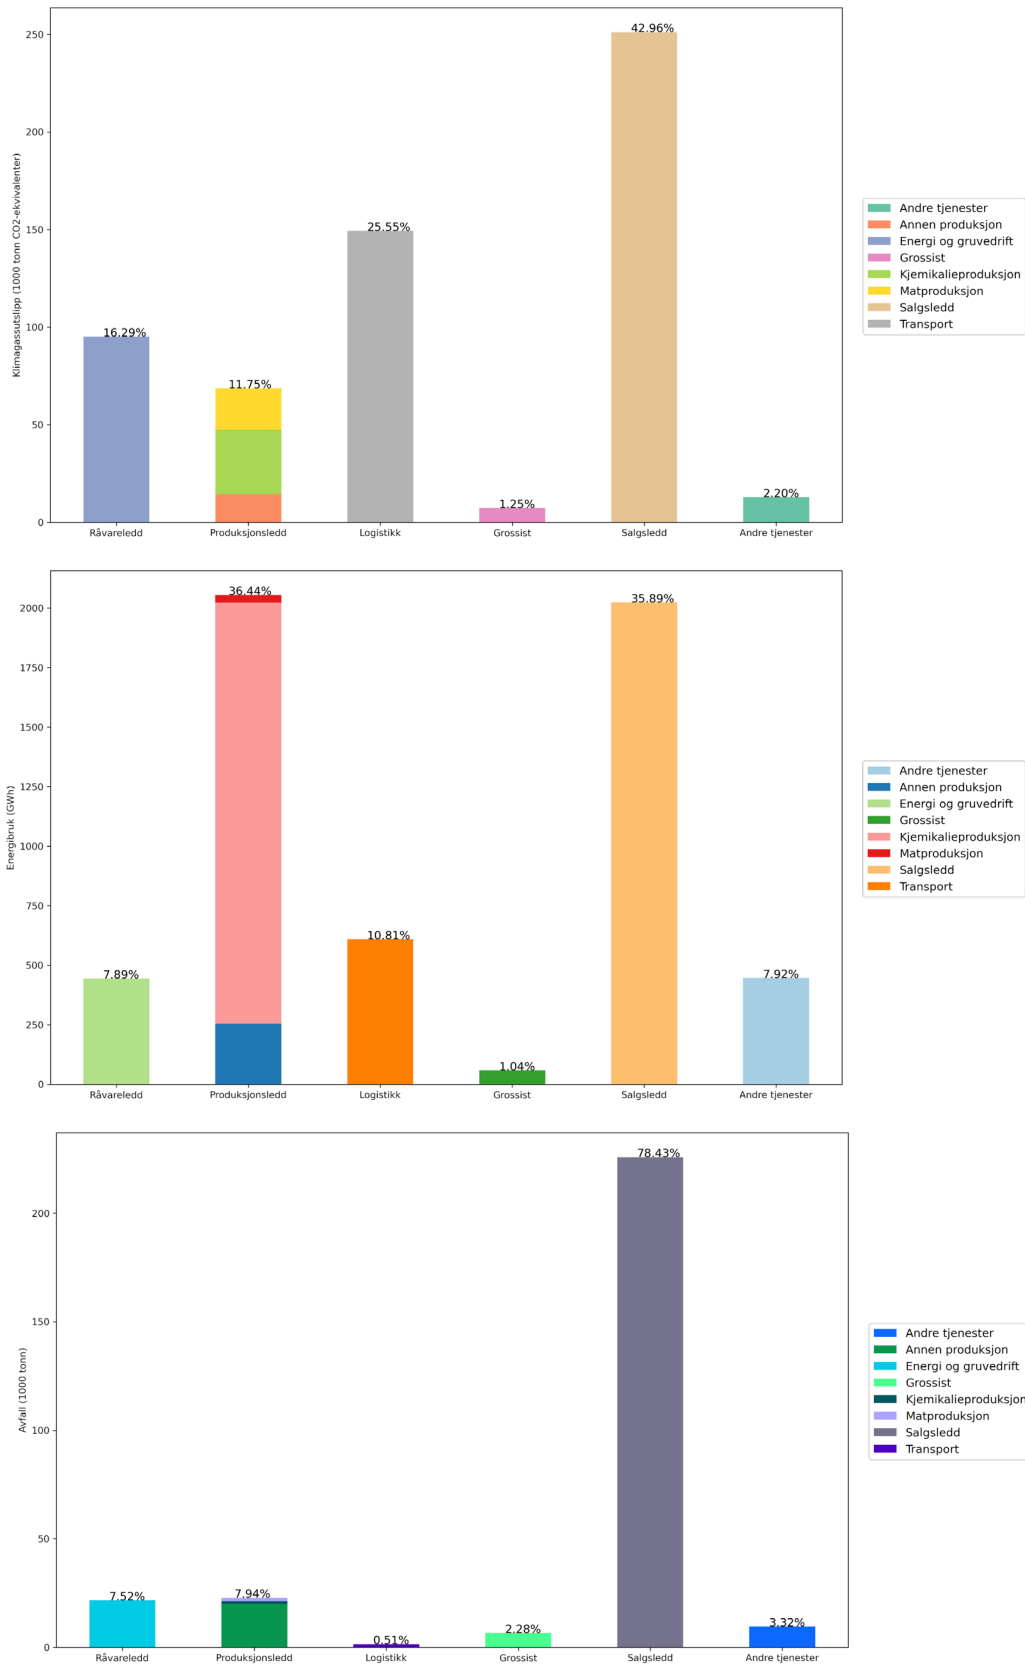 42.96%
250
200
Klimagassutslipp (1000 tonn CO2-ekvivalenter)
150
25.55%
100
16.29%
11.75%
50
2.20%
1.25%
0
Råvareledd Produksjonsledd Logistikk Grossist Salgsledd Andre tjenester
Andre tjenester
Annen produksjon
Energi og gruvedrift
Grossist
Kjemikalieproduksjon
Matproduksjon
Salgsledd
Transport
36.44%
35.89%
2000
1750
1500
1250
Energibruk (GWh)
1000
750
10.81%
500
7.89%
7.92%
250
1.04%
0
Råvareledd Produksjonsledd Logistikk Grossist Salgsledd Andre tjenester
Andre tjenester
Annen produksjon
Energi og gruvedrift
Grossist
Kjemikalieproduksjon
Matproduksjon
Salgsledd
Transport
78.43%
200
150
Avfall (1000 tonn)
100
50
7.52%
7.94%
0.51%
2.28%
3.32%
0
Råvareledd Produksjonsledd Logistikk Grossist Salgsledd Andre tjenester
Andre tjenester
Annen produksjon
Energi og gruvedrift
Grossist
Kjemikalieproduksjon
Matproduksjon
Salgsledd
Transport